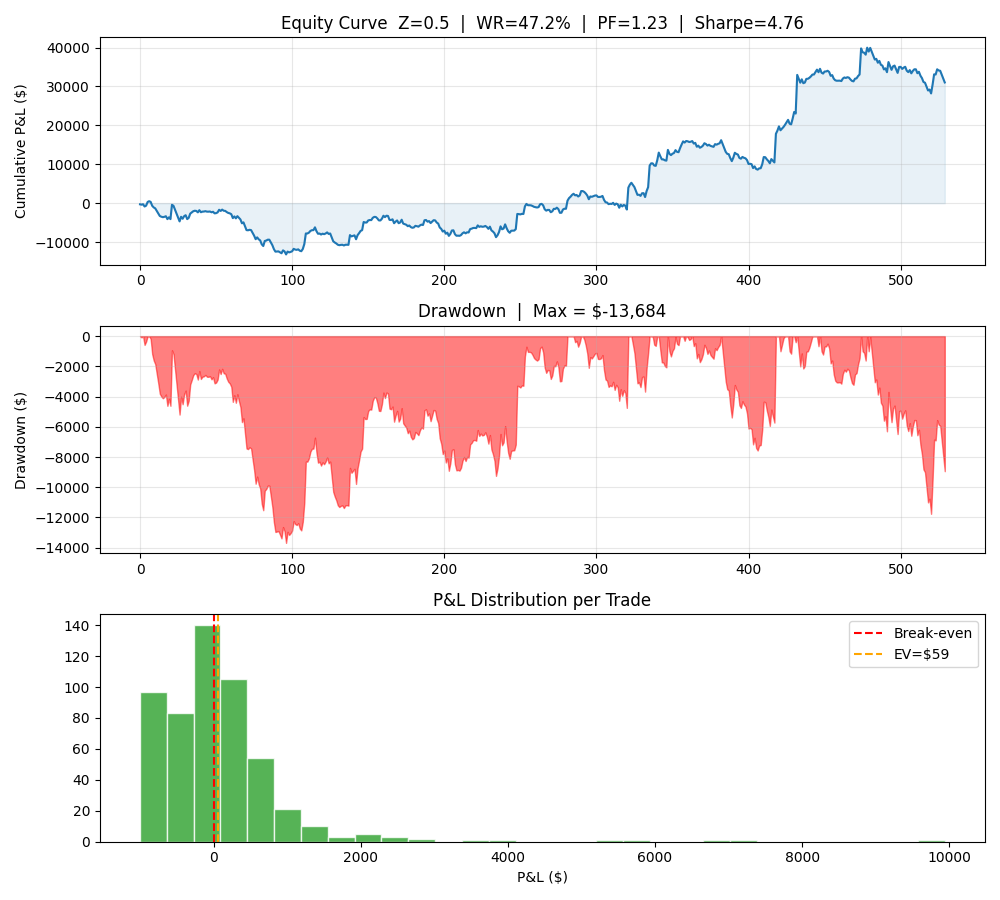 Equity Curve  Z=0.5  |  WR=47.2%  |  PF=1.23  |  Sharpe=4.76
Cumulative P&L ($)
40000
30000
20000
10000
0
−10000
0 100 200 300 400 500
Drawdown  |  Max = $-13,684
Drawdown ($)
0
−2000
−4000
−6000
−8000
−10000
−12000
−14000
0 100 200 300 400 500
P&L Distribution per Trade
140
120
100
80
60
40
20
0
Break-even
EV=$59
0 2000 4000 6000 8000 10000
P&L ($)